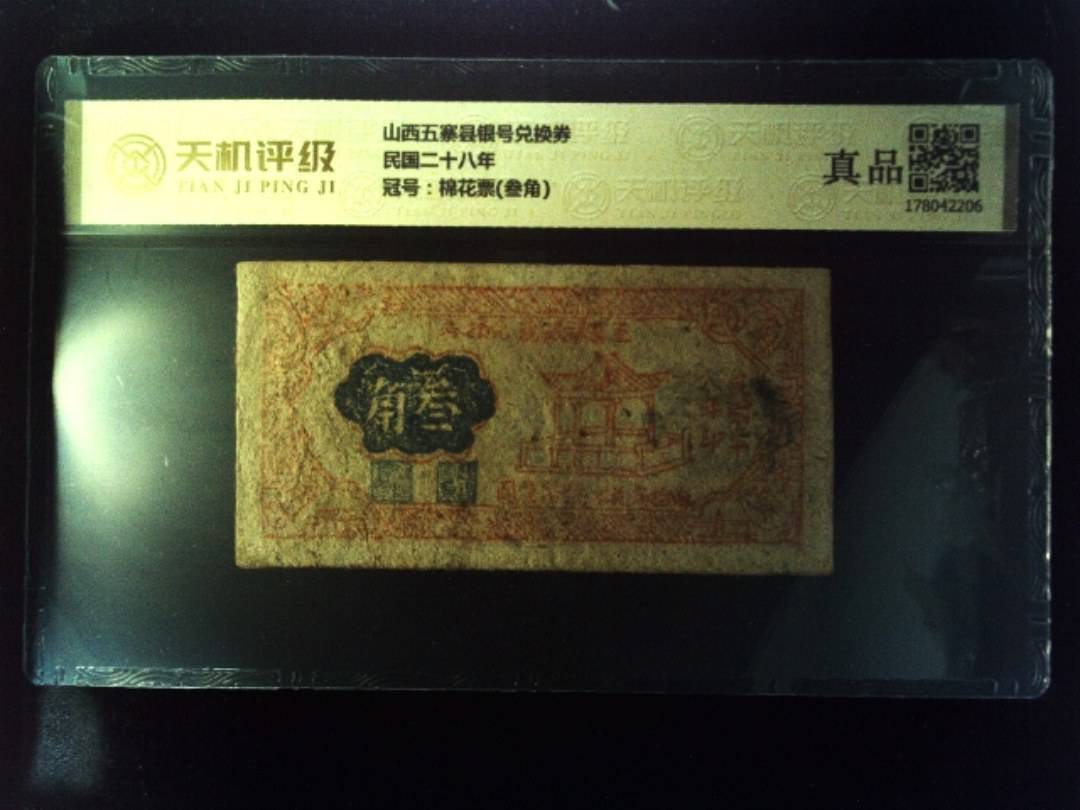 天机评级
TIAN JI PING JI
山西五寨县银号兑换券
民国二十八年
冠号：棉花票(叁角)
真品
178042206
叁角